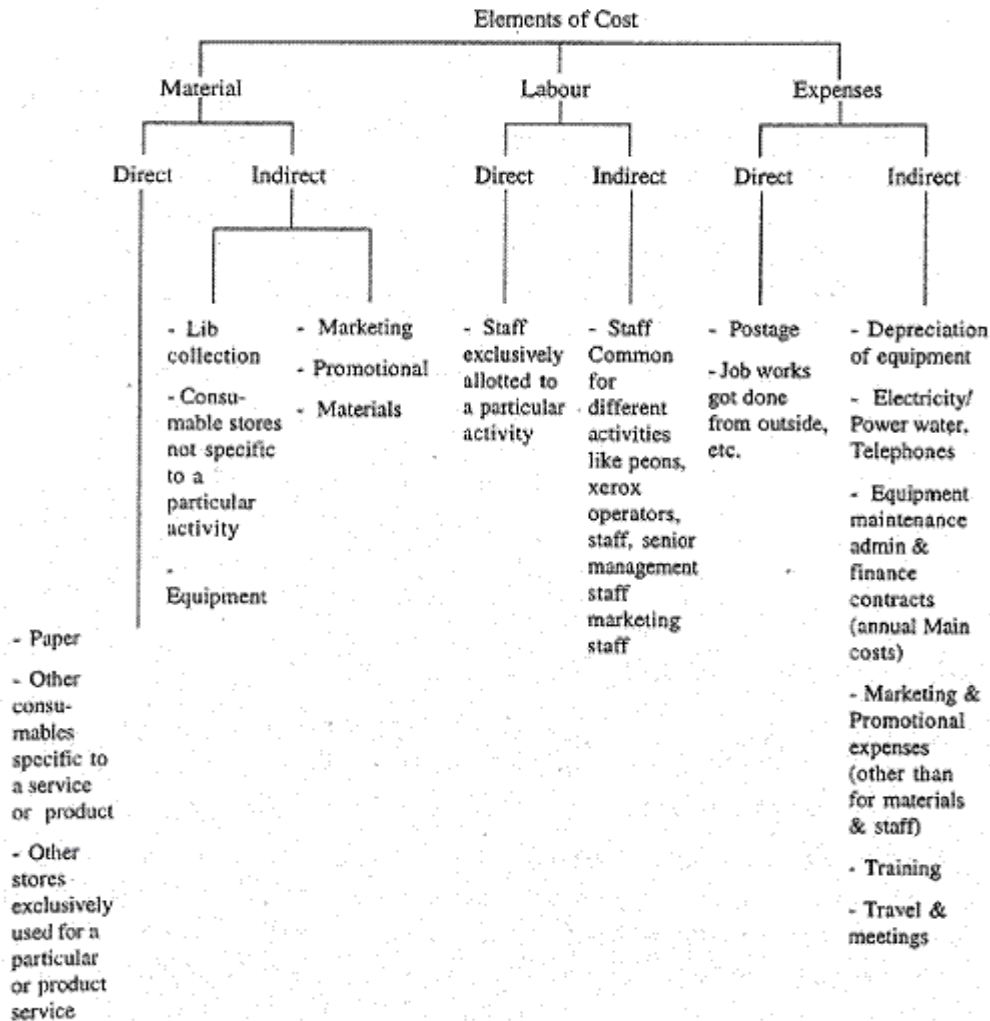 Elements of Cost
Material Labour Expenses
Direct Indirect Direct Indirect Direct Indirect
- Lib
collection
- Consu-
mable stores
not specific
to a
particular
activity
-
Equipment
- Marketing
- Promotional
- Materials
- Staff
exclusively
allotted to
a particular
activity
- Staff
Common
for
different
activities
like peons,
xerox
operators,
staff, senior
management
staff
marketing
staff
- Postage
- Job works
got done
from outside,
etc.
- Depreciation
of equipment
- Electricity/
Power water.
Telephones
- Equipment
maintenance
admin &
finance
contracts
(annual Main
costs)
- Marketing &
Promotional
expenses
(other than
for materials
& staff)
- Training
- Travel &
meetings
- Paper
- Other
consu-
mables
specific to
a service
or product
- Other
stores
exclusively
used for a
particular
or product
service